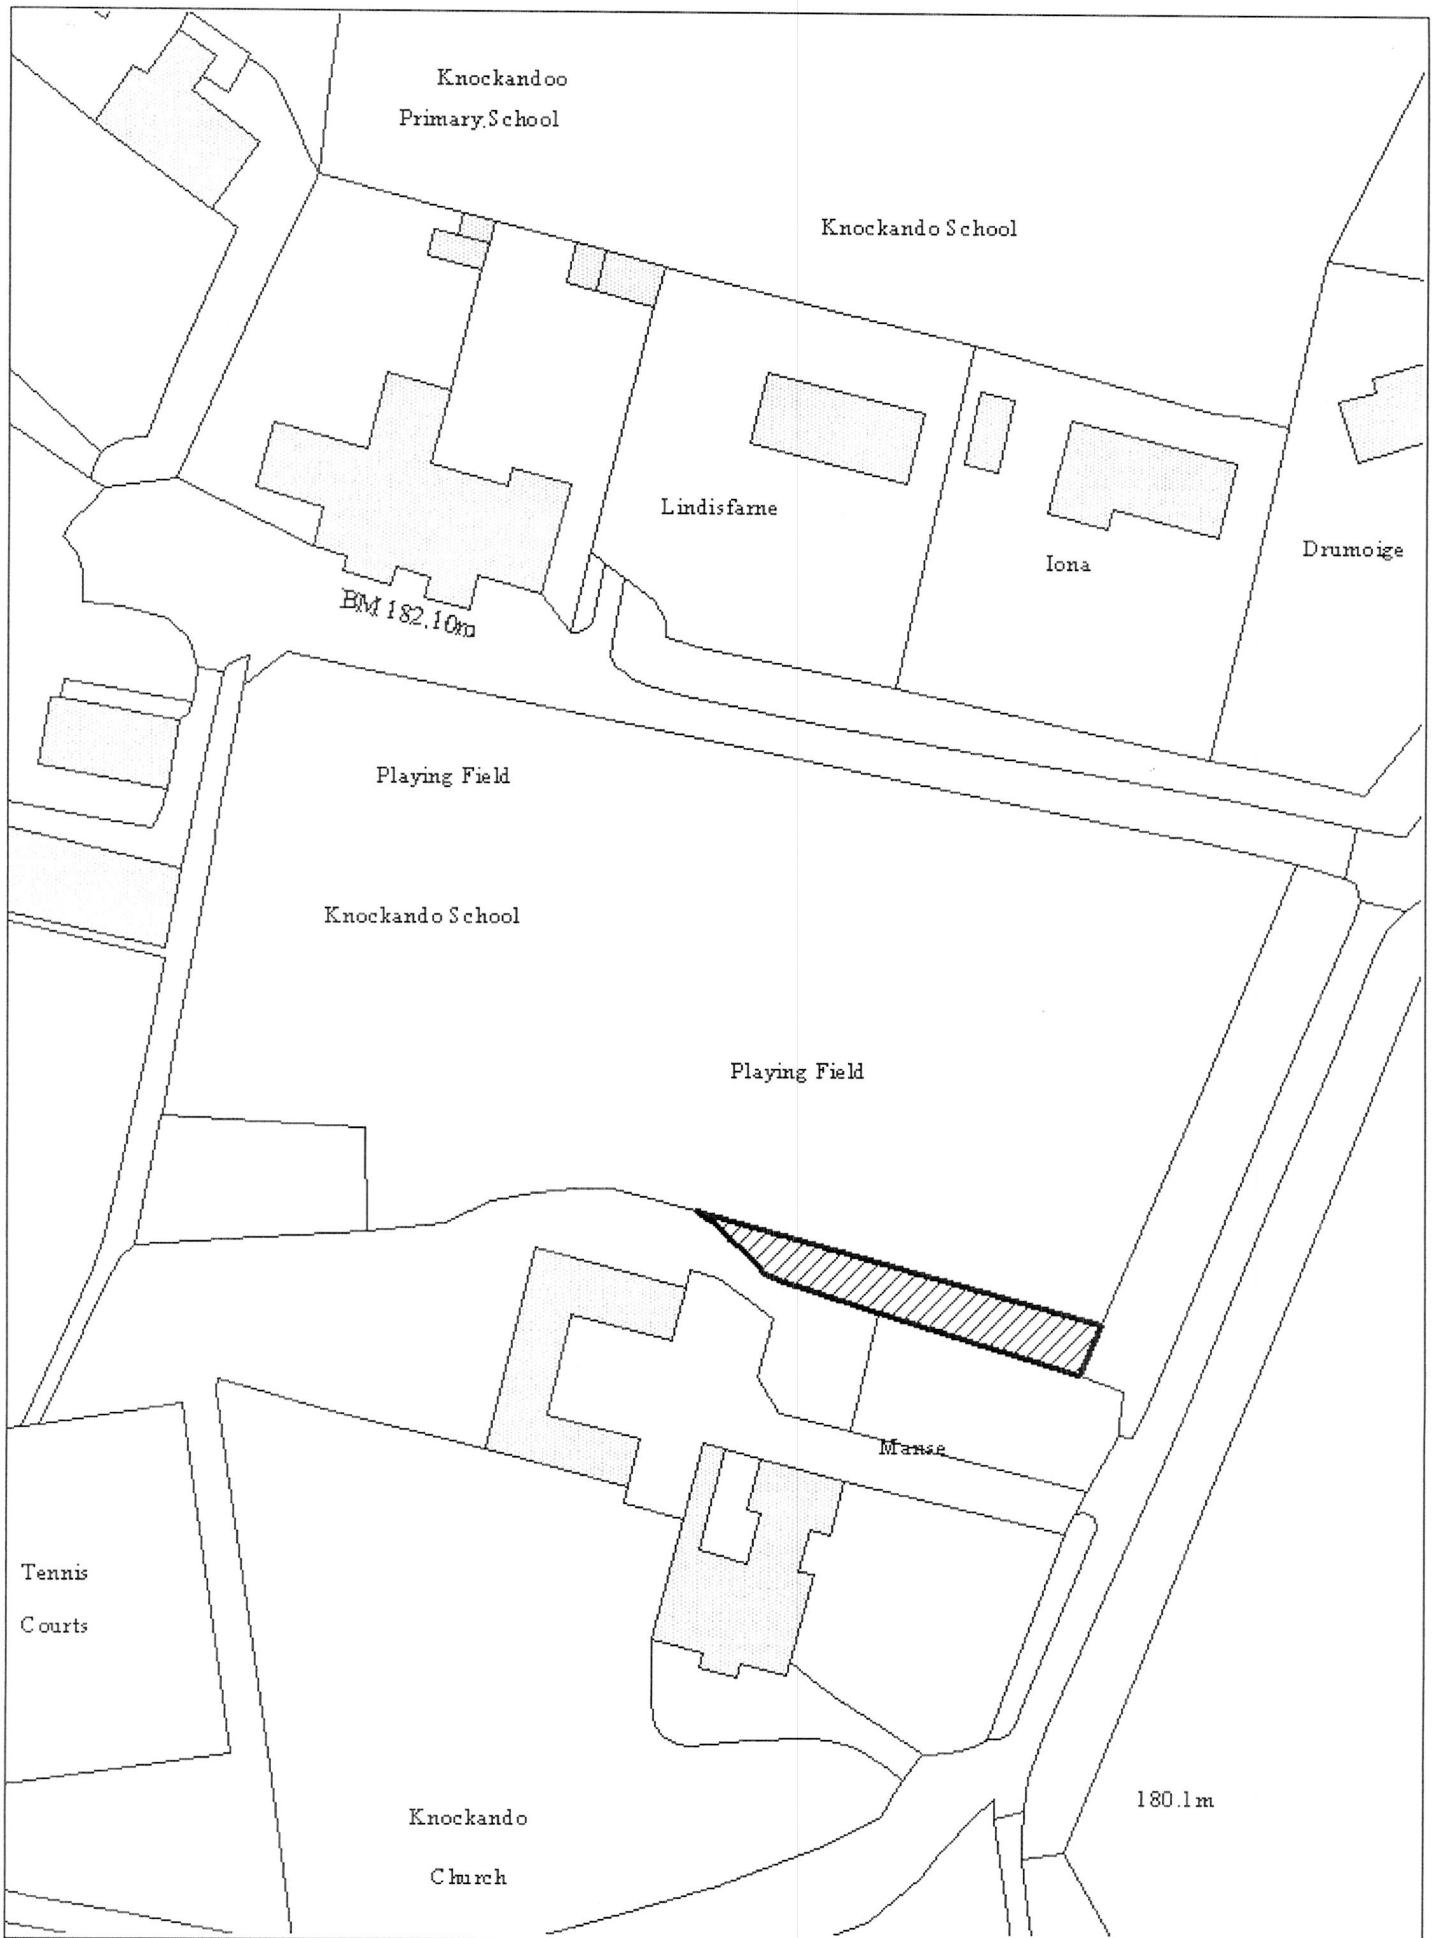 Knockandoo
Primary,School
Knockando School
Lindisfarne
Iona
Drumoige
BM 182.10m
Playing Field
Knockando School
Playing Field
Manse
Tennis
Courts
Knockando
Church
180.1m